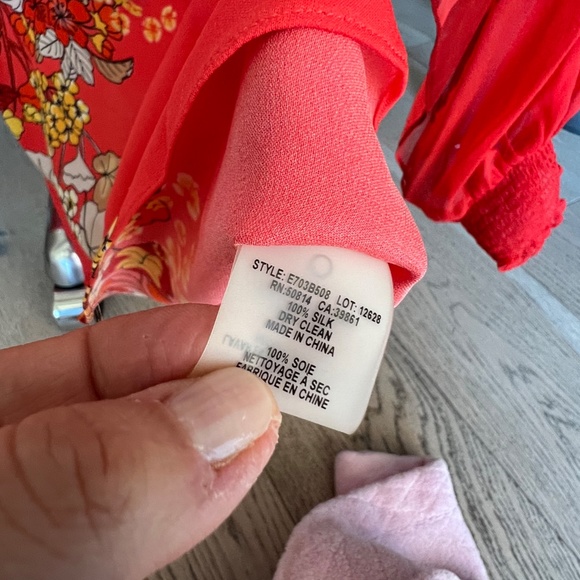 STYLE: E703B508 LOT: 12628
RN:50814 CA:39861
100% SILK
DRY CLEAN
MADE IN CHINA
100% SOIE
NETTOYAGE A SEC
FABRIQUE EN CHINE